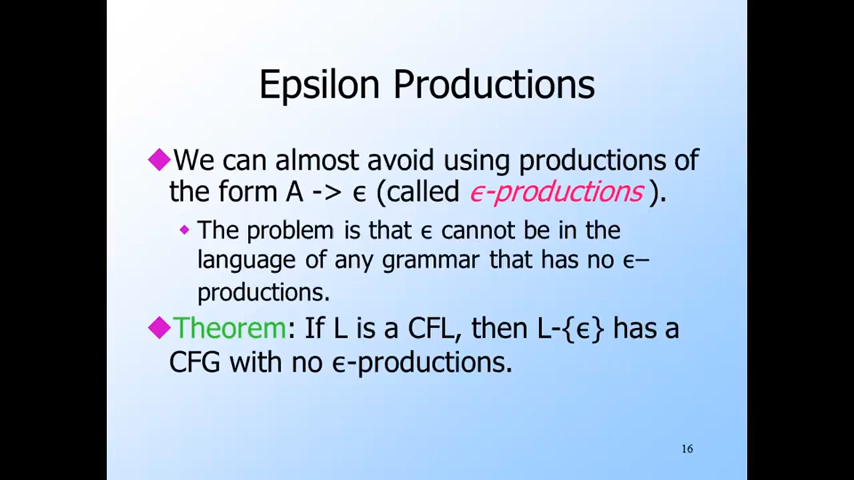 Epsilon Productions
We can almost avoid using productions of
the form A -> ϵ (called ϵ-productions ).
The problem is that ϵ cannot be in the
language of any grammar that has no ϵ–
productions.
Theorem: If L is a CFL, then L-{ϵ} has a
CFG with no ϵ-productions.
16